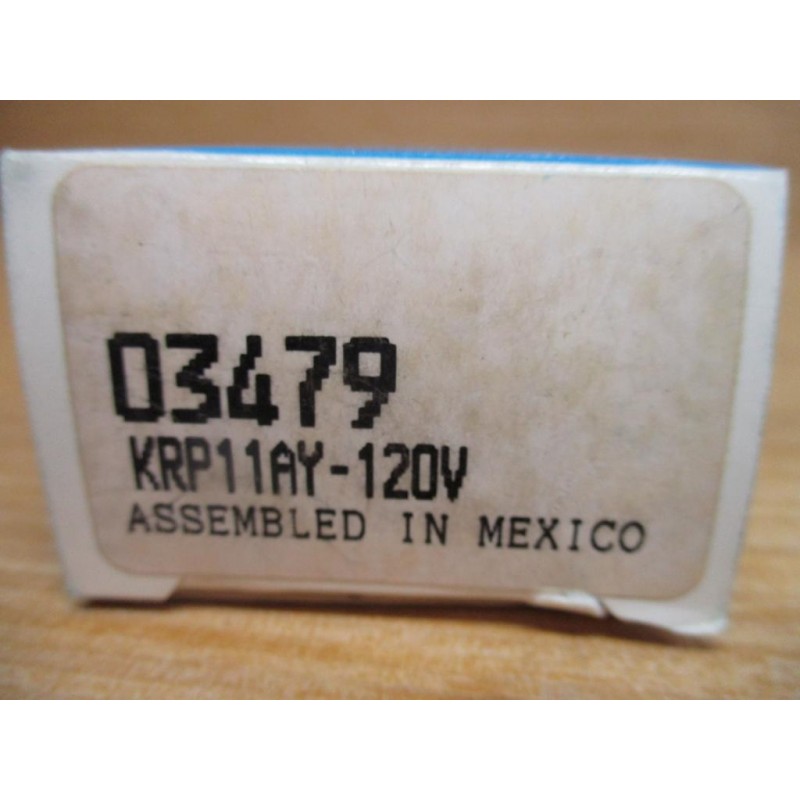 03479
KRP11AY-120V
ASSEMBLED IN MEXICO